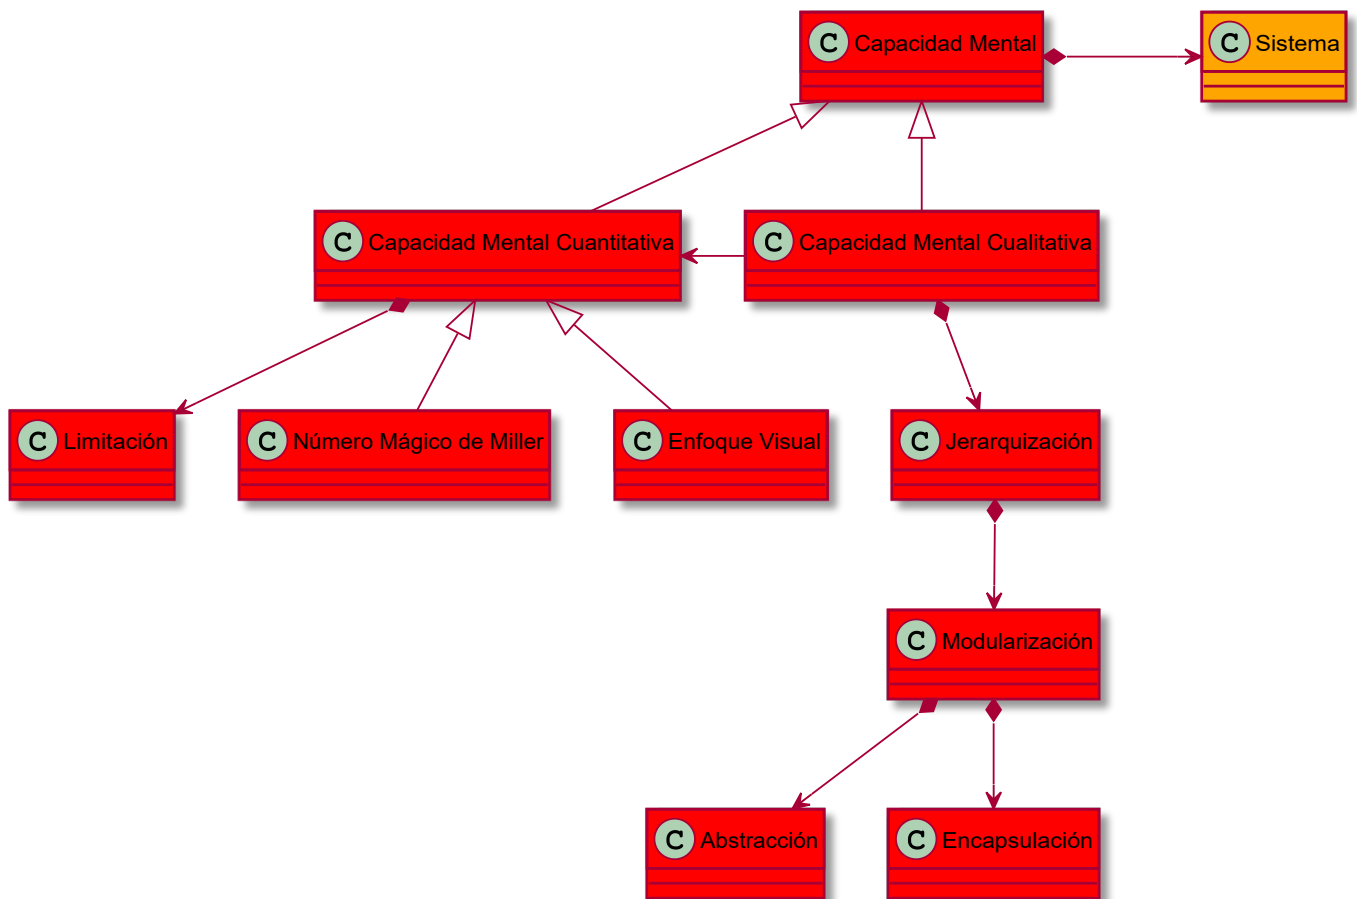 C Capacidad Mental
C Sistema
C Capacidad Mental Cuantitativa
C Capacidad Mental Cualitativa
C Limitación
C Número Mágico de Miller
C Enfoque Visual
C Jerarquización
C Modularización
C Abstracción
C Encapsulación